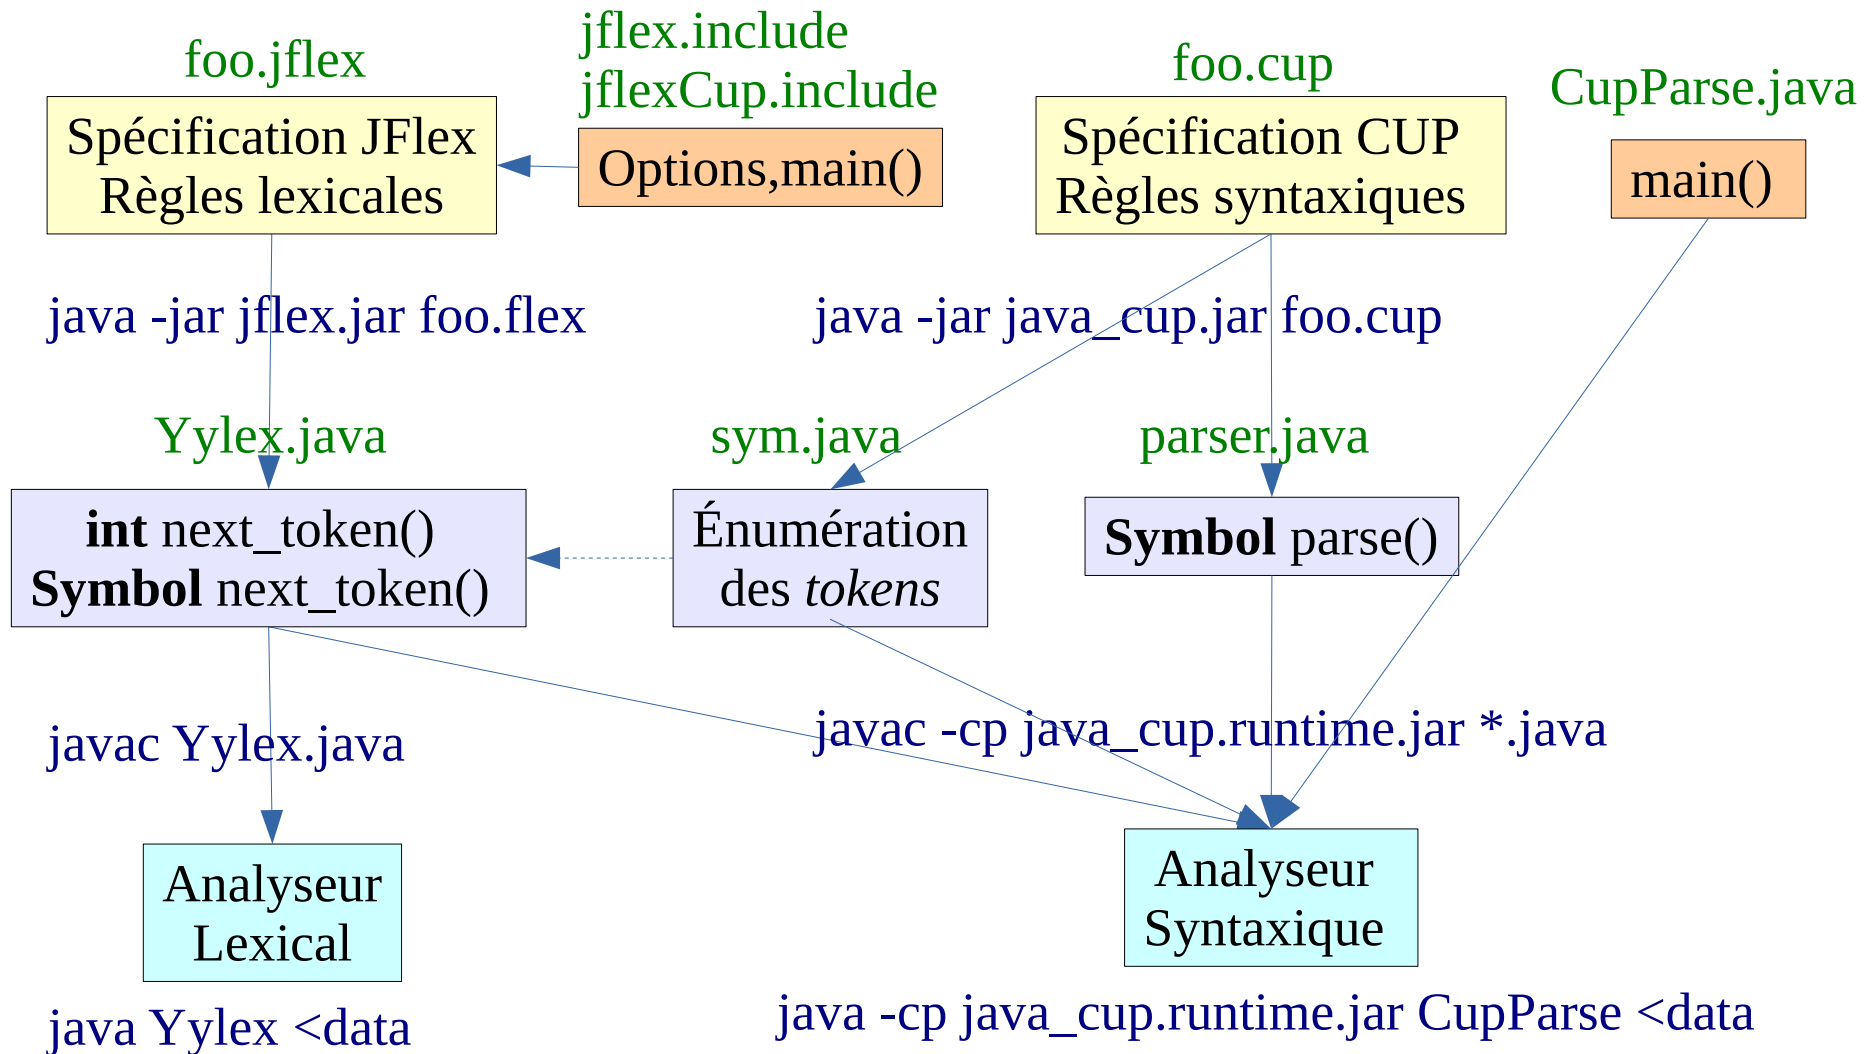 foo.jflex
jflex.include
jflexCup.include
foo.cup
CupParse.java
Spécification JFlex
Règles lexicales
Options,main()
Spécification CUP
Règles syntaxiques
main()
java -jar jflex.jar foo.flex
java -jar java_cup.jar foo.cup
Yylex.java
sym.java
parser.java
int next_token()
Symbol next_token()
Énumération
des tokens
Symbol parse()
javac Yylex.java
javac -cp java_cup.runtime.jar *.java
Analyseur
Lexical
Analyseur
Syntaxique
java Yylex <data
java -cp java_cup.runtime.jar CupParse <data